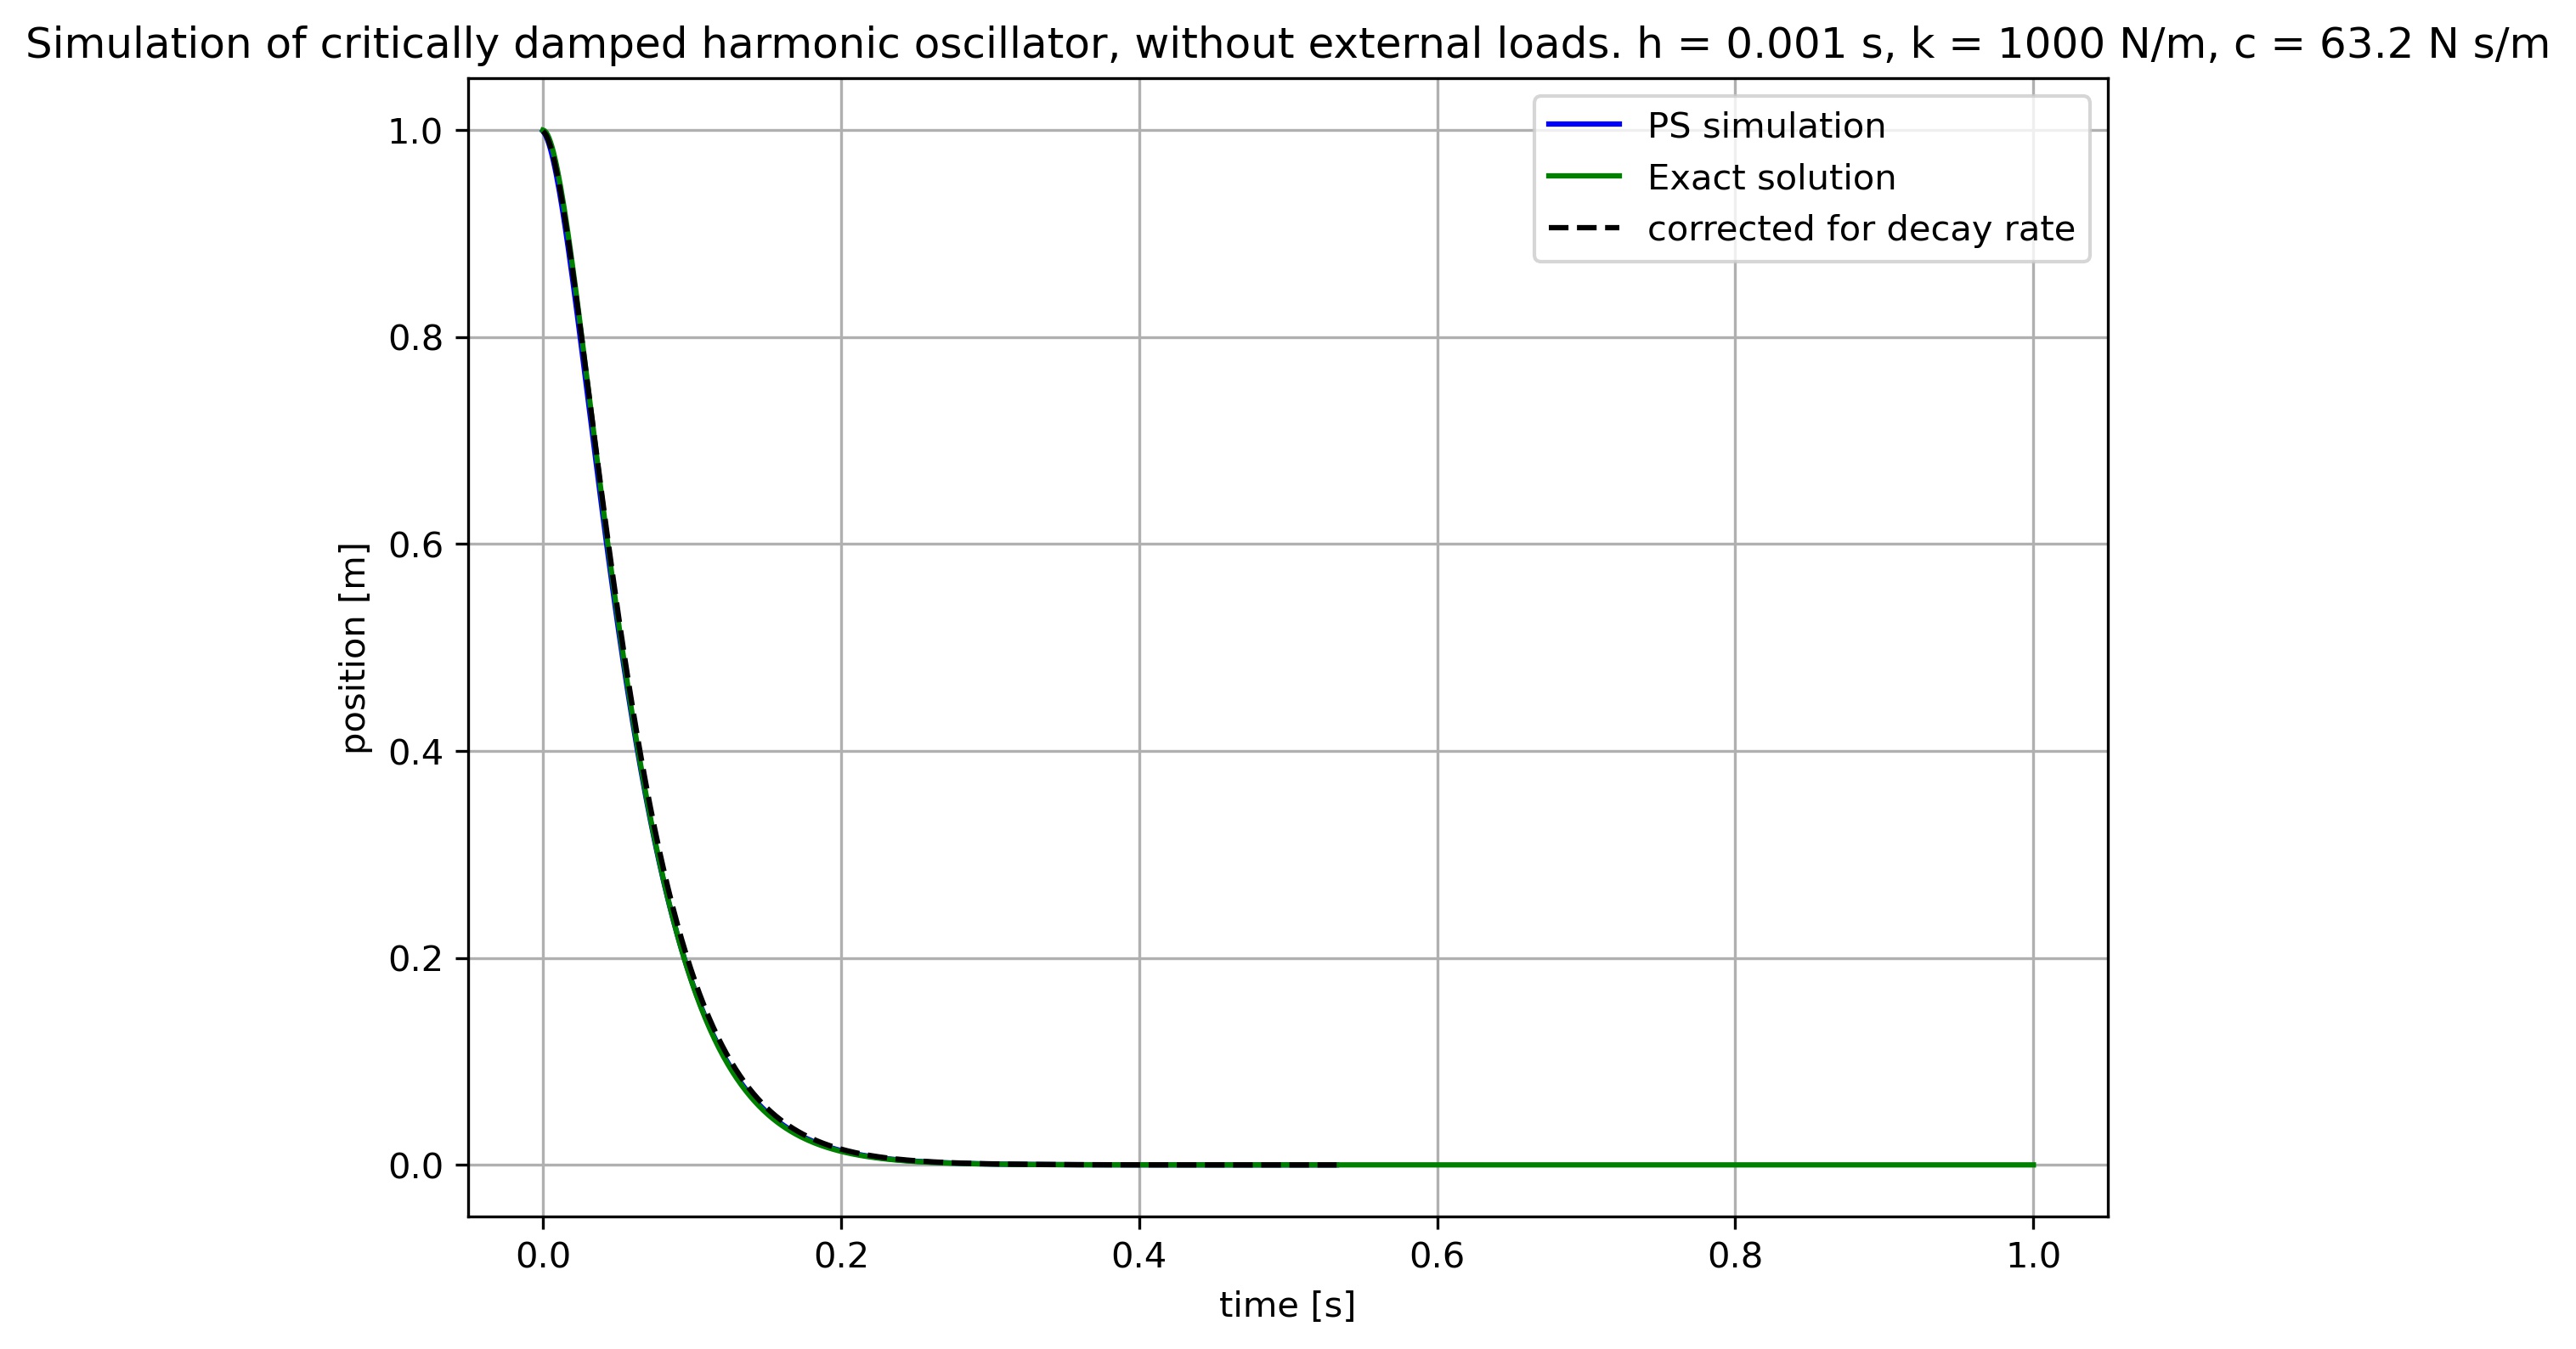 Simulation of critically damped harmonic oscillator, without external loads. h = 0.001 s, k = 1000 N/m, c = 63.2 N s/m
PS simulation
Exact solution
corrected for decay rate
position [m]
1.0
0.8
0.6
0.4
0.2
0.0
0.0 0.2 0.4 0.6 0.8 1.0
time [s]